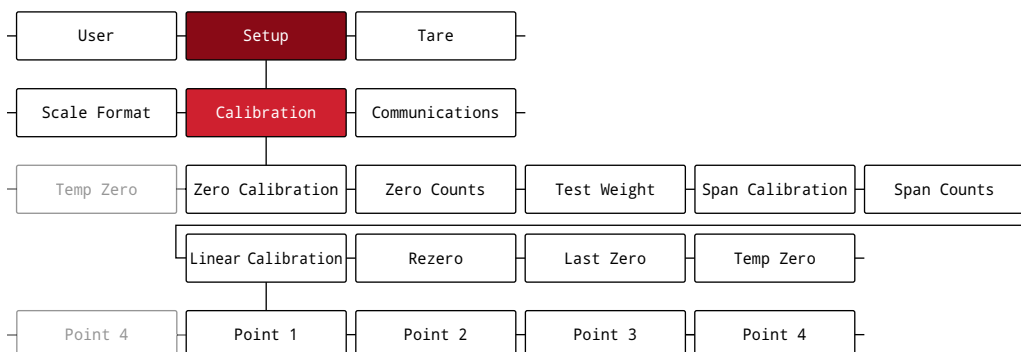 User Setup Tare
Scale Format Calibration Communications
Temp Zero Zero Calibration Zero Counts Test Weight Span Calibration Span Counts
Linear Calibration Rezero Last Zero Temp Zero
Point 4 Point 1 Point 2 Point 3 Point 4